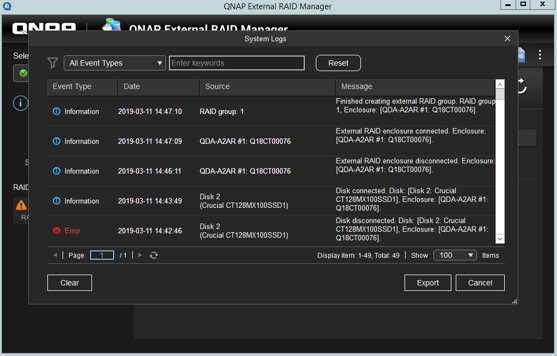 QNAP External RAID Manager
QNAP External RAID Manager
System Logs
Sele
All Event Types
Enter keywords
Reset
Event Type Date Source Message
Information 2019-03-11 14:47:10 RAID group: 1
Finished creating external RAID group. RAID group
1, Enclosure: [QDA-A2AR #1: Q18CT00076].
Information 2019-03-11 14:47:09 QDA-A2AR #1: Q18CT00076
External RAID enclosure connected. Enclosure:
[QDA-A2AR #1: Q18CT00076].
Information 2019-03-11 14:46:11 QDA-A2AR #1: Q18CT00076
External RAID enclosure disconnected. Enclosure:
[QDA-A2AR #1: Q18CT00076].
S
RAID
RA
Information 2019-03-11 14:43:49
Disk 2
(Crucial CT128MX100SSD1)
Disk connected. Disk: [Disk 2: Crucial
CT128MX100SSD1], Enclosure: [QDA-A2AR #1:
Q18CT00076].
Error 2019-03-11 14:42:46
Disk 2
(Crucial CT128MX100SSD1)
Disk disconnected. Disk: [Disk 2: Crucial
CT128MX100SSD1], Enclosure: [QDA-A2AR #1:
Q18CT00076].
Page 1 / 1
Display item: 1-49, Total: 49 | Show 100 Items
Clear
Export
Cancel